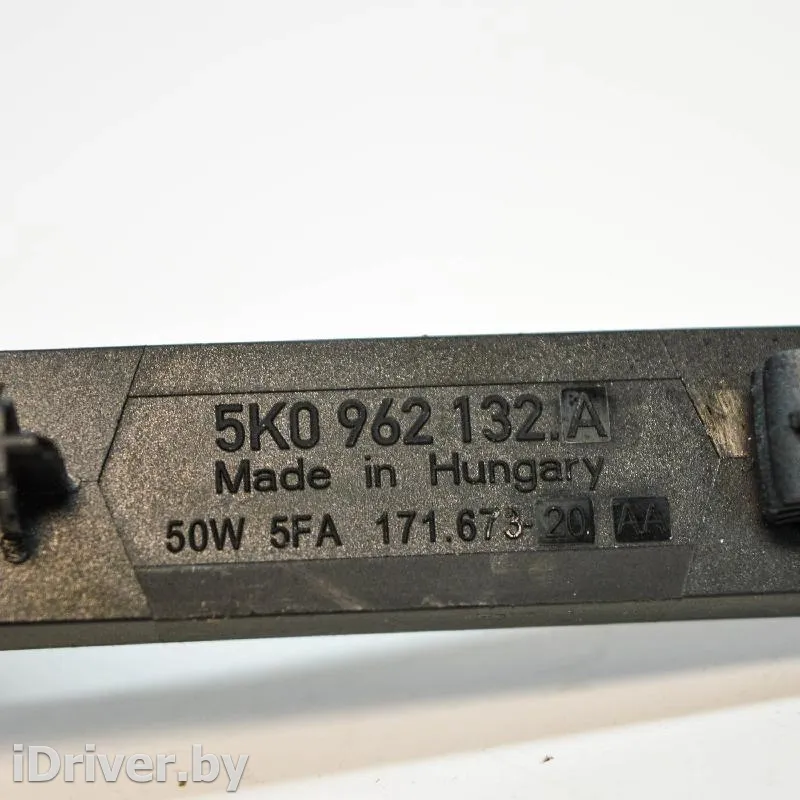 5K0 962 132.A
Made in Hungary
50W 5FA 171.673-20 AA
iDriver.by